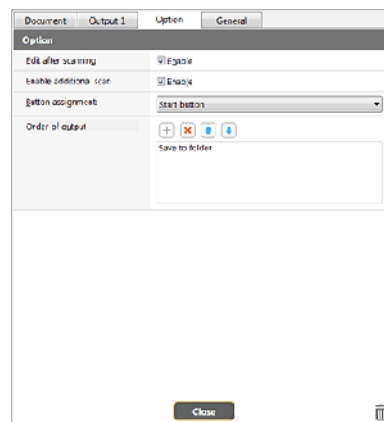 Document Output 1 Option General
Option
Edit after scanning Enable
Enable additional scan Enable
Button assignment: Start button
Order of output
Save to folder
Close